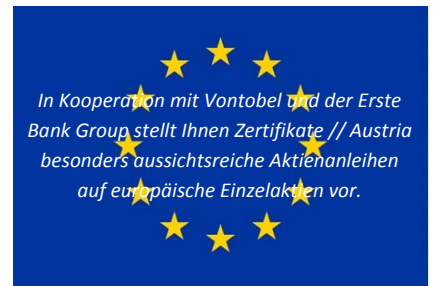 In Kooperation mit Vontobel und der Erste
Bank Group stellt Ihnen Zertifikate // Austria
besonders aussichtsreiche Aktienanleihen
auf europäische Einzelaktien vor.